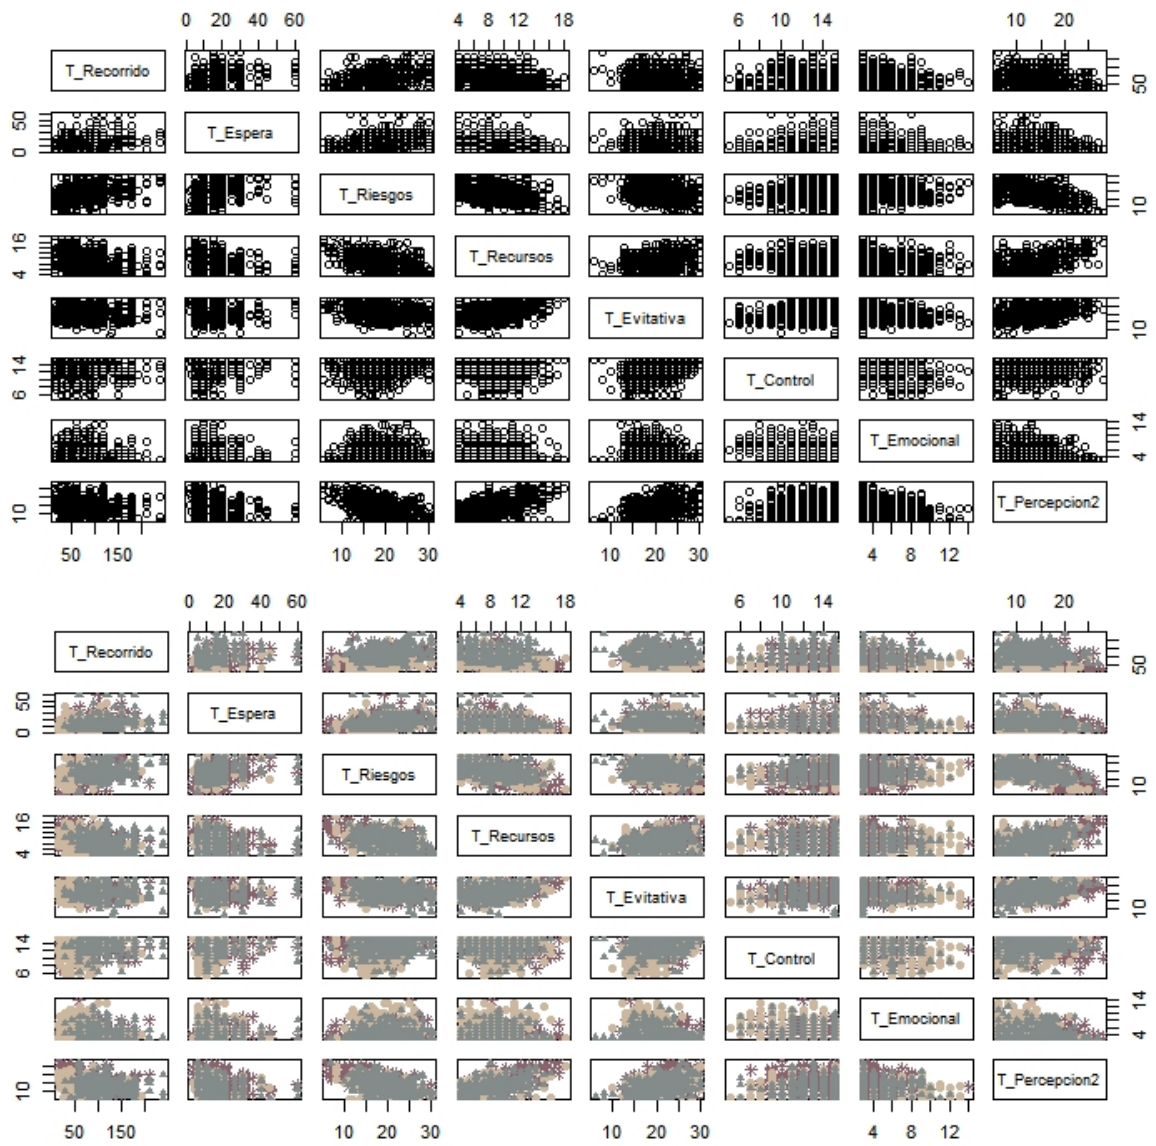 0 20 40 60 4 8 12 18 6 10 14 10 20
T_Recorrido 50
50 0 T_Espera
T_Riesgos 10
16 4 T_Recursos
T_Evitativa 10
14 6 T_Control
T_Emocional 14 4
10 T_Percepcion2
50 150 10 20 30 10 20 30 4 8 12
0 20 40 60 4 8 12 18 6 10 14 10 20
T_Recorrido 50
50 0 T_Espera
T_Riesgos 10
16 4 T_Recursos
T_Evitativa 10
14 6 T_Control
T_Emocional 14 4
10 T_Percepcion2
50 150 10 20 30 10 20 30 4 8 12